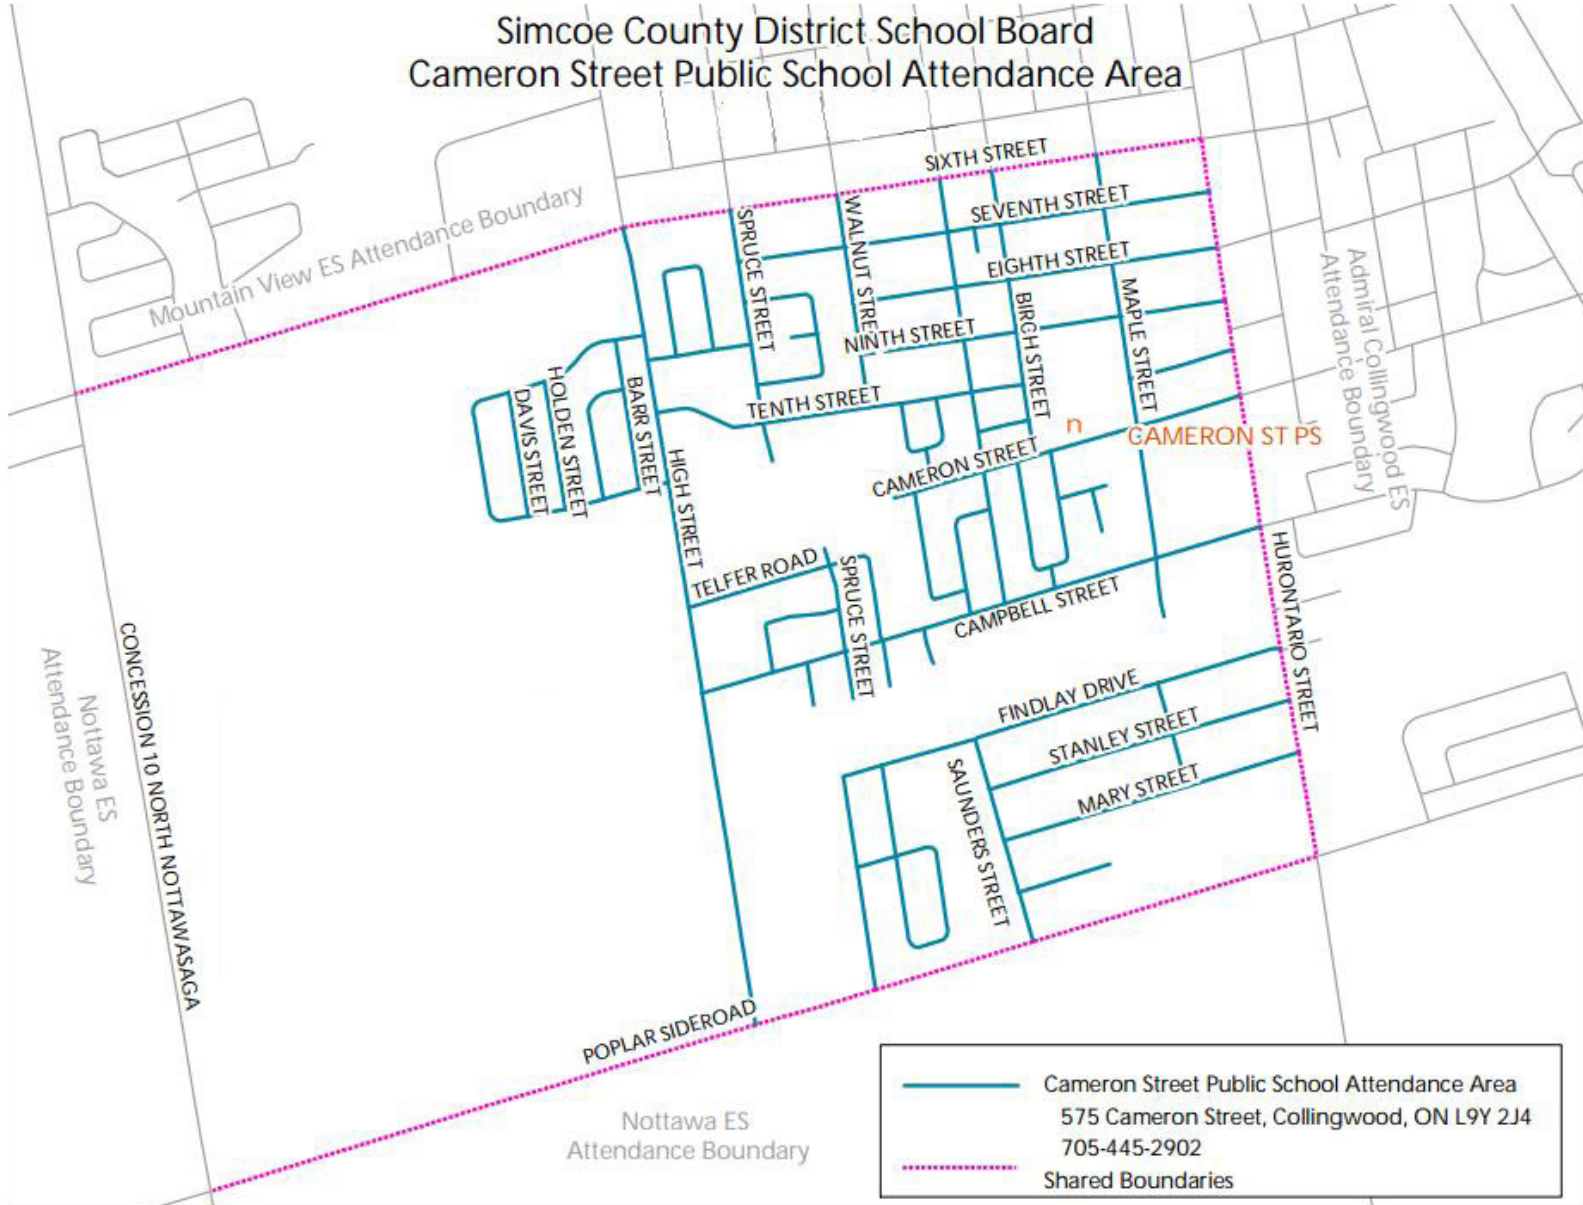 Simcoe County District School Board
Cameron Street Public School Attendance Area
SIXTH STREET
SEVENTH STREET
EIGHTH STREET
NINTH STREET
TENTH STREET
SPRUCE STREET
WALNUT STREET
BIRCH STREET
MAPLE STREET
Mountain View ES Attendance Boundary
Admiral Collingwood ES
Attendance Boundary
DAVIS STREET
HOLDEN STREET
BARR STREET
HIGH STREET
n
CAMERON ST PS
CAMERON STREET
TELFER ROAD
SPRUCE STREET
CAMPBELL STREET
HURONTARIO STREET
CONCESSION 10 NORTH NOTTAWASAGA
Nottawa ES
Attendance Boundary
FINDLAY DRIVE
STANLEY STREET
MARY STREET
SAUNDERS STREET
POPLAR SIDEROAD
Nottawa ES
Attendance Boundary
Cameron Street Public School Attendance Area
575 Cameron Street, Collingwood, ON L9Y 2J4
705-445-2902
Shared Boundaries